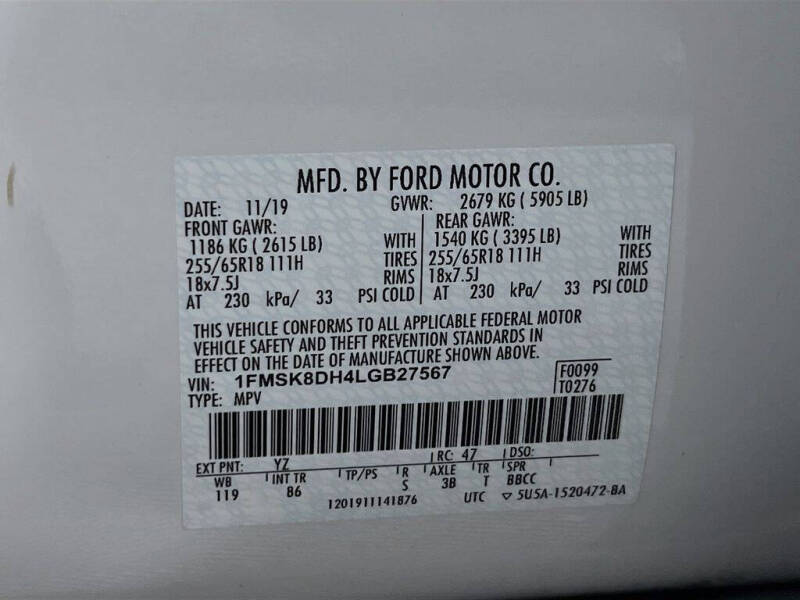 MFD. BY FORD MOTOR CO.
DATE: 11/19 GVWR: 2679 KG ( 5905 LB)
FRONT GAWR: REAR GAWR:
1186 KG ( 2615 LB) WITH 1540 KG ( 3395 LB) WITH
255/65R18 111H TIRES 255/65R18 111H TIRES
18x7.5J RIMS 18x7.5J RIMS
AT 230 kPa/ 33 PSI COLD AT 230 kPa/ 33 PSI COLD
THIS VEHICLE CONFORMS TO ALL APPLICABLE FEDERAL MOTOR
VEHICLE SAFETY AND THEFT PREVENTION STANDARDS IN
EFFECT ON THE DATE OF MANUFACTURE SHOWN ABOVE.
VIN: 1FMSK8DH4LGB27567 F0099
TYPE: MPV T0276
EXT PNT: YZ RC: 47 DSO:
WB INT TR TP/PS R AXLE TR SPR
119 86 S 3B T BBCC
1201911141876 UTC ▽ 5U5A-1520472-BA